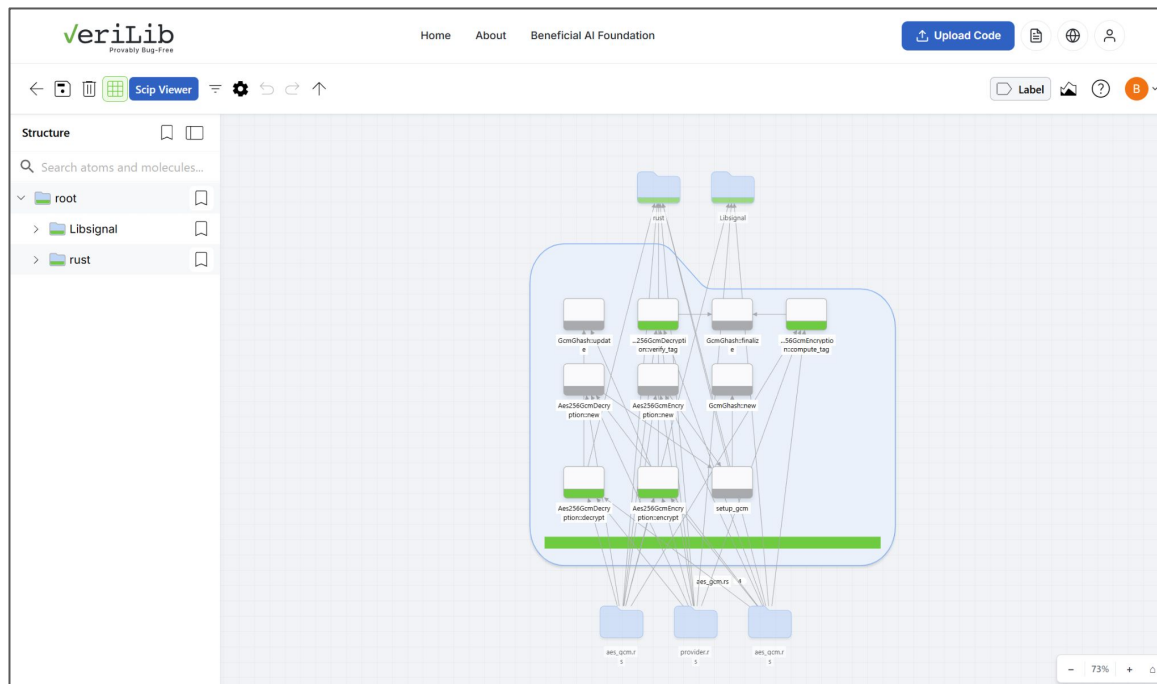 VeriLib
Provably Bug-Free
Home
About
Beneficial AI Foundation
Upload Code
Scip Viewer
Label
B
Structure
Search atoms and molecules...
root
Libsignal
rust
rust
Libsignal
GcmGhash::updat
e
...256GcmDecrypti
on::verify_tag
GcmGhash::finaliz
e
...56GcmEncryptio
n::compute_tag
Aes256GcmDecry
ption::new
Aes256GcmEncry
ption::new
GcmGhash::new
Aes256GcmDecry
ption::decrypt
Aes256GcmEncry
ption::encrypt
setup_gcm
aes_gcm.rs
aes_gcm.r
s
provider.r
s
aes_gcm.r
s
- 73% +